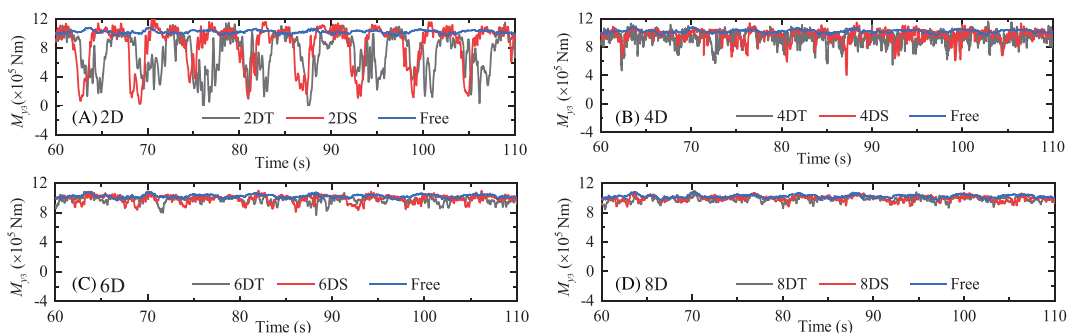 M_y3 (×10^5 Nm)
12
8
4
0
-4
(A) 2D
2DT
2DS
Free
60 70 80 90 100 110
Time (s)
M_y3 (×10^5 Nm)
12
8
4
0
-4
(B) 4D
4DT
4DS
Free
60 70 80 90 100 110
Time (s)
M_y3 (×10^5 Nm)
12
8
4
0
-4
(C) 6D
6DT
6DS
Free
60 70 80 90 100 110
Time (s)
M_y3 (×10^5 Nm)
12
8
4
0
-4
(D) 8D
8DT
8DS
Free
60 70 80 90 100 110
Time (s)